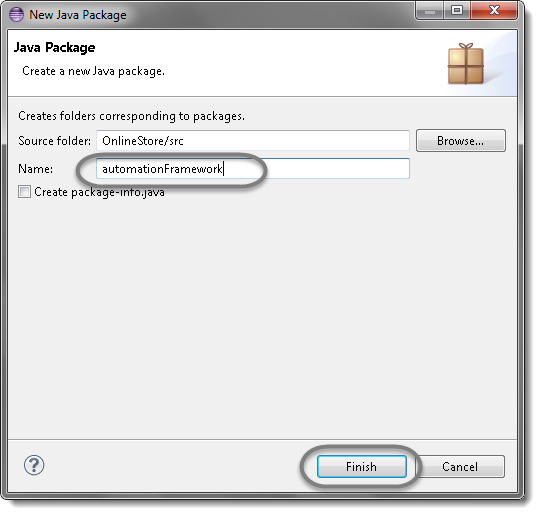 New Java Package
Java Package
Create a new Java package.
Creates folders corresponding to packages.
Source folder: OnlineStore/src Browse...
Name: automationFramework
Create package-info.java
? Finish Cancel